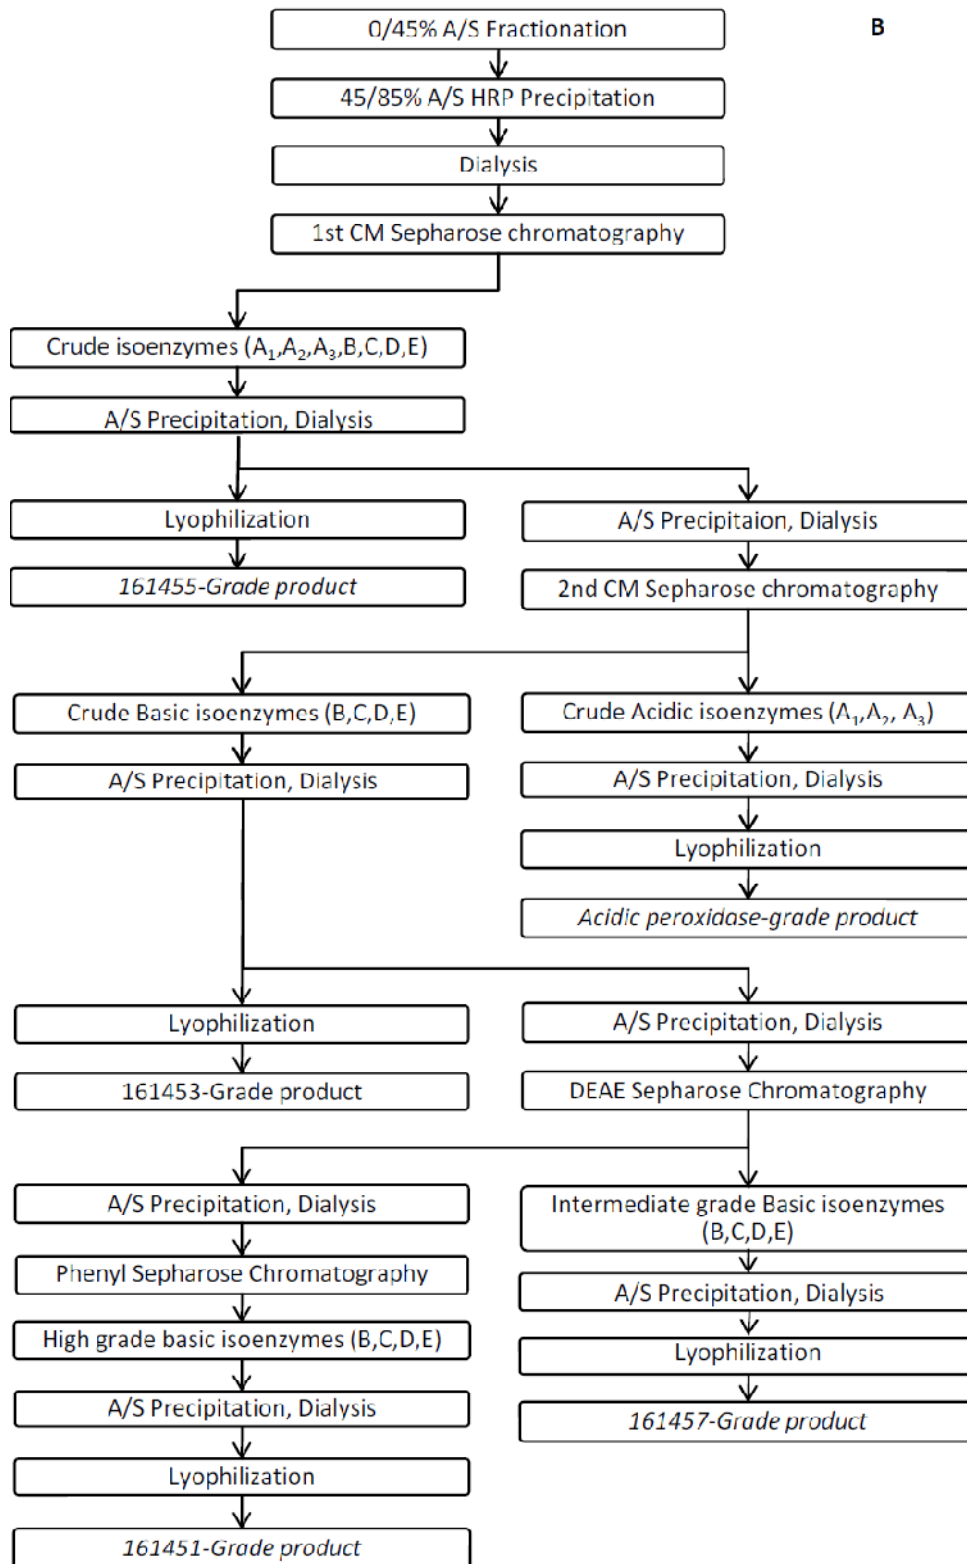 B
0/45% A/S Fractionation
45/85% A/S HRP Precipitation
Dialysis
1st CM Sepharose chromatography
Crude isoenzymes (A₁,A₂,A₃,B,C,D,E)
A/S Precipitation, Dialysis
Lyophilization
161455-Grade product
A/S Precipitaion, Dialysis
2nd CM Sepharose chromatography
Crude Basic isoenzymes (B,C,D,E)
A/S Precipitation, Dialysis
Crude Acidic isoenzymes (A₁,A₂, A₃)
A/S Precipitation, Dialysis
Lyophilization
Acidic peroxidase-grade product
Lyophilization
161453-Grade product
A/S Precipitation, Dialysis
DEAE Sepharose Chromatography
A/S Precipitation, Dialysis
Phenyl Sepharose Chromatography
High grade basic isoenzymes (B,C,D,E)
A/S Precipitation, Dialysis
Lyophilization
161451-Grade product
Intermediate grade Basic isoenzymes
(B,C,D,E)
A/S Precipitation, Dialysis
Lyophilization
161457-Grade product